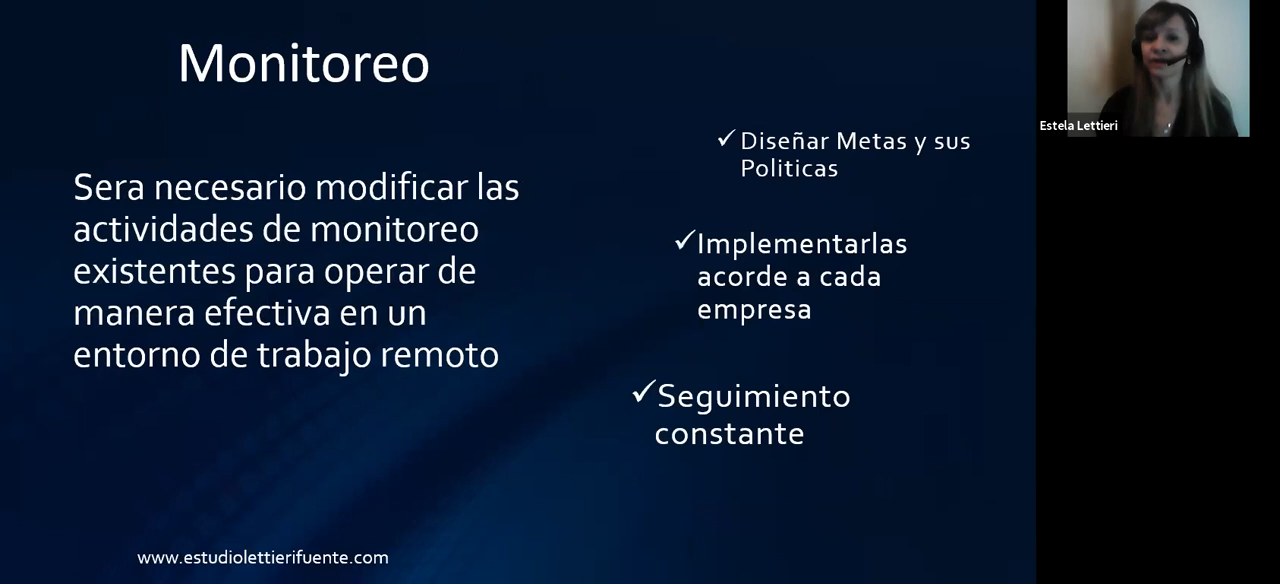 Monitoreo
Sera necesario modificar las
actividades de monitoreo
existentes para operar de
manera efectiva en un
entorno de trabajo remoto
✓ Diseñar Metas y sus
Politicas
✓ Implementarlas
acorde a cada
empresa
✓ Seguimiento
constante
www.estudiolettierifuente.com
Estela Lettieri